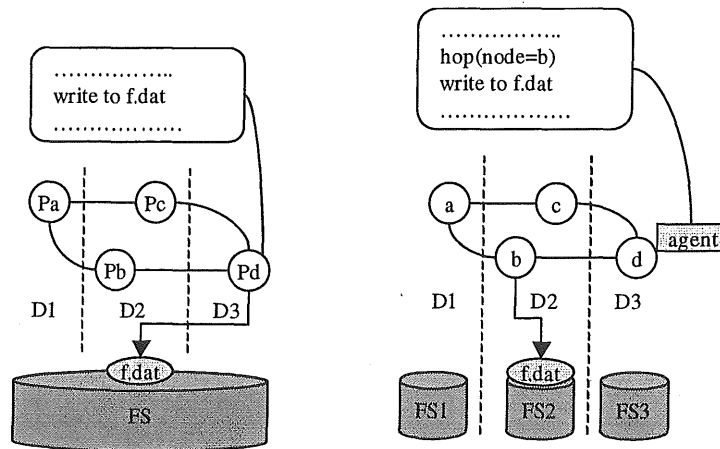 ………………..
write to f.dat
…………………
Pa
Pc
Pb
Pd
D1
D2
D3
f.dat
FS
………………..
hop(node=b)
write to f.dat
…………………
a
c
b
d
agent
D1
D2
D3
f.dat
FS1
FS2
FS3